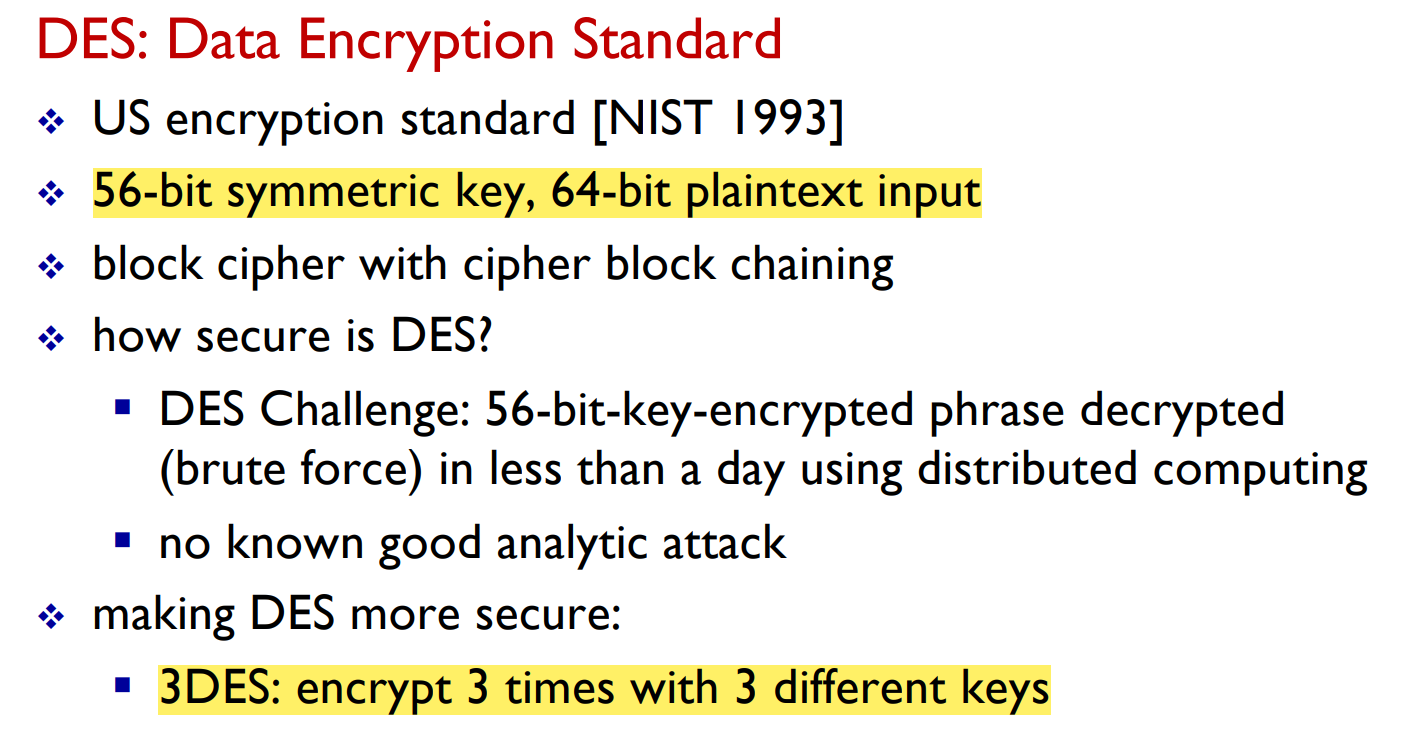 DES: Data Encryption Standard
US encryption standard [NIST 1993]
56-bit symmetric key, 64-bit plaintext input
block cipher with cipher block chaining
how secure is DES?
DES Challenge: 56-bit-key-encrypted phrase decrypted
(brute force) in less than a day using distributed computing
no known good analytic attack
making DES more secure:
3DES: encrypt 3 times with 3 different keys